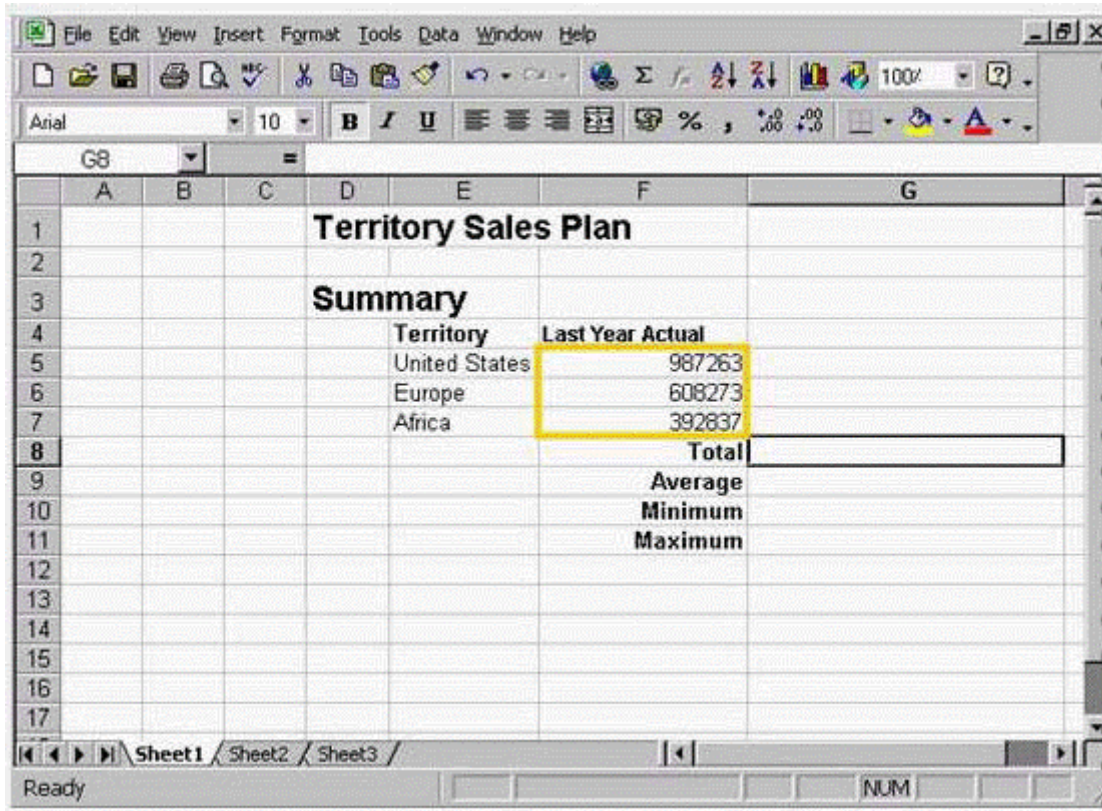 File Edit View Insert Format Tools Data Window Help
ABC 100% ?
Arial 10 B I U % ,
G8 =
A B C D E F G
1 Territory Sales Plan
2
3 Summary
4 Territory Last Year Actual
5 United States 987263
6 Europe 608273
7 Africa 392837
8 Total
9 Average
10 Minimum
11 Maximum
12
13
14
15
16
17
Sheet1 Sheet2 Sheet3
Ready NUM